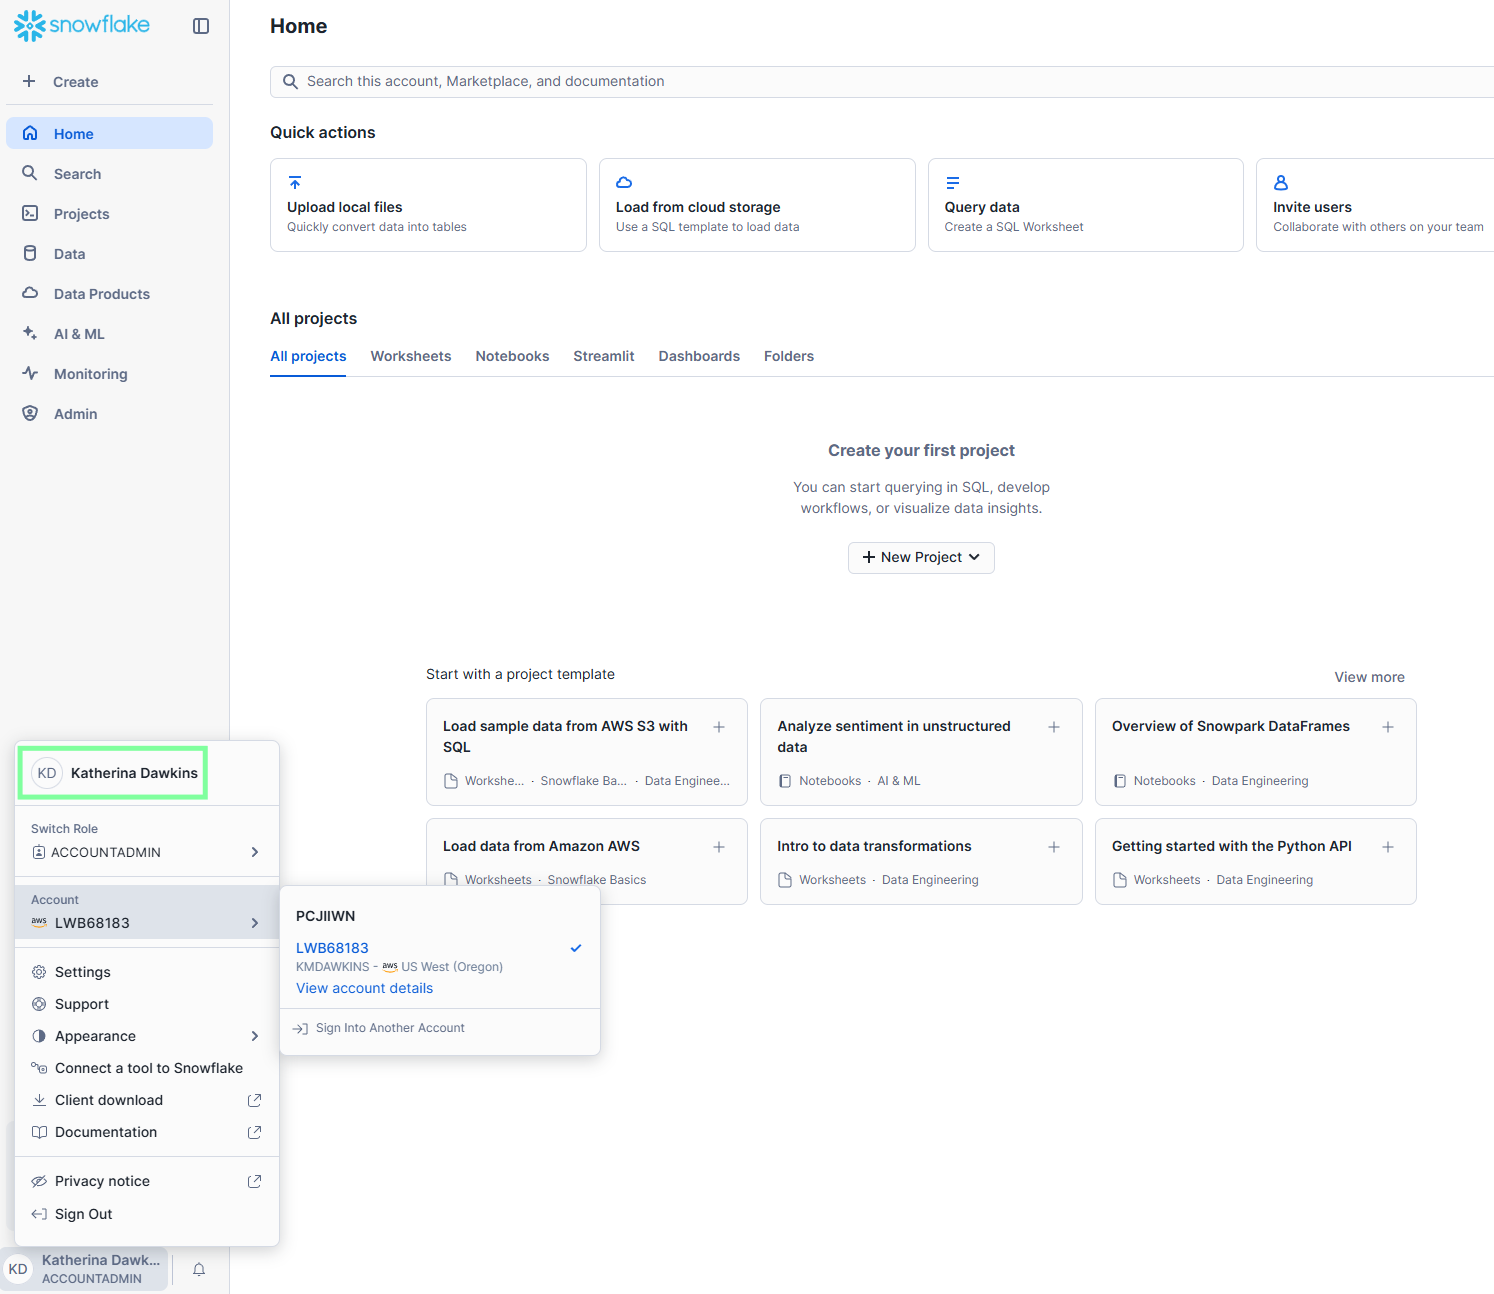 snowflake
Create
Home
Search
Projects
Data
Data Products
AI & ML
Monitoring
Admin
Home
Search this account, Marketplace, and documentation
Quick actions
Upload local files
Quickly convert data into tables
Load from cloud storage
Use a SQL template to load data
Query data
Create a SQL Worksheet
Invite users
Collaborate with others on your team
All projects
All projects Worksheets Notebooks Streamlit Dashboards Folders
Create your first project
You can start querying in SQL, develop
workflows, or visualize data insights.
New Project
Start with a project template
View more
Load sample data from AWS S3 with
SQL
Workshe... · Snowflake Ba... · Data Enginee...
Analyze sentiment in unstructured
data
Notebooks · AI & ML
Overview of Snowpark DataFrames
Notebooks · Data Engineering
Load data from Amazon AWS
Worksheets · Snowflake Basics
Intro to data transformations
Worksheets · Data Engineering
Getting started with the Python API
Worksheets · Data Engineering
KD Katherina Dawkins
Switch Role
ACCOUNTADMIN
Account
aws LWB68183
PCJIIWN
LWB68183
KMDAWKINS - aws US West (Oregon)
View account details
Sign Into Another Account
Settings
Support
Appearance
Connect a tool to Snowflake
Client download
Documentation
Privacy notice
Sign Out
KD Katherina Dawk...
ACCOUNTADMIN